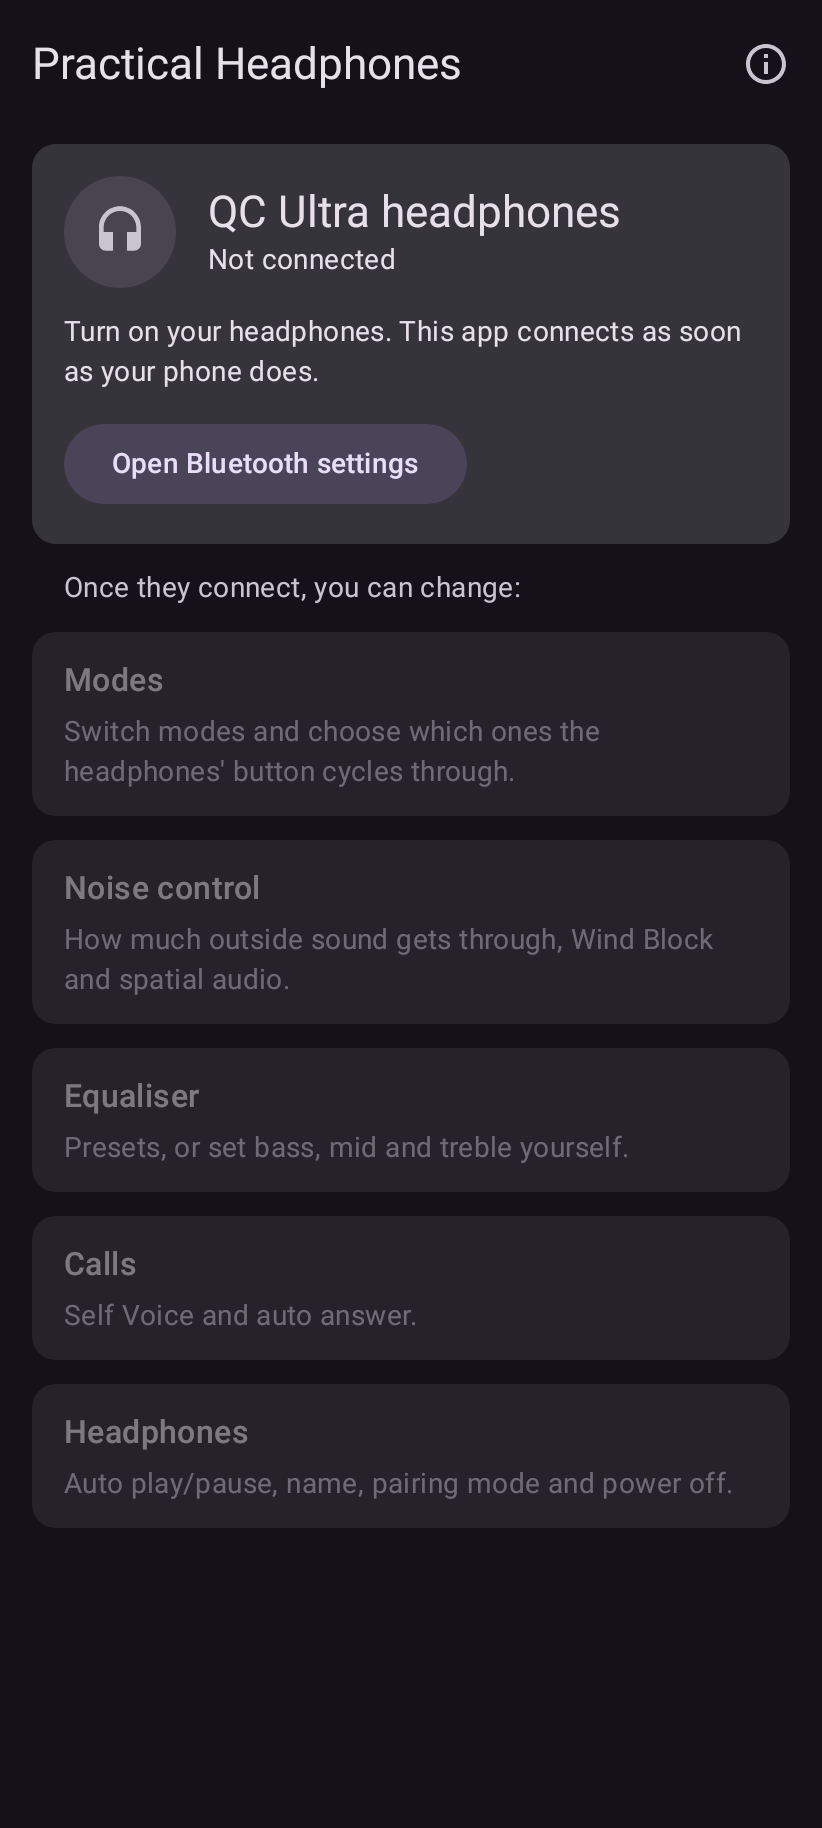 Practical Headphones
QC Ultra headphones
Not connected
Turn on your headphones. This app connects as soon
as your phone does.
Open Bluetooth settings
Once they connect, you can change:
Modes
Switch modes and choose which ones the
headphones' button cycles through.
Noise control
How much outside sound gets through, Wind Block
and spatial audio.
Equaliser
Presets, or set bass, mid and treble yourself.
Calls
Self Voice and auto answer.
Headphones
Auto play/pause, name, pairing mode and power off.